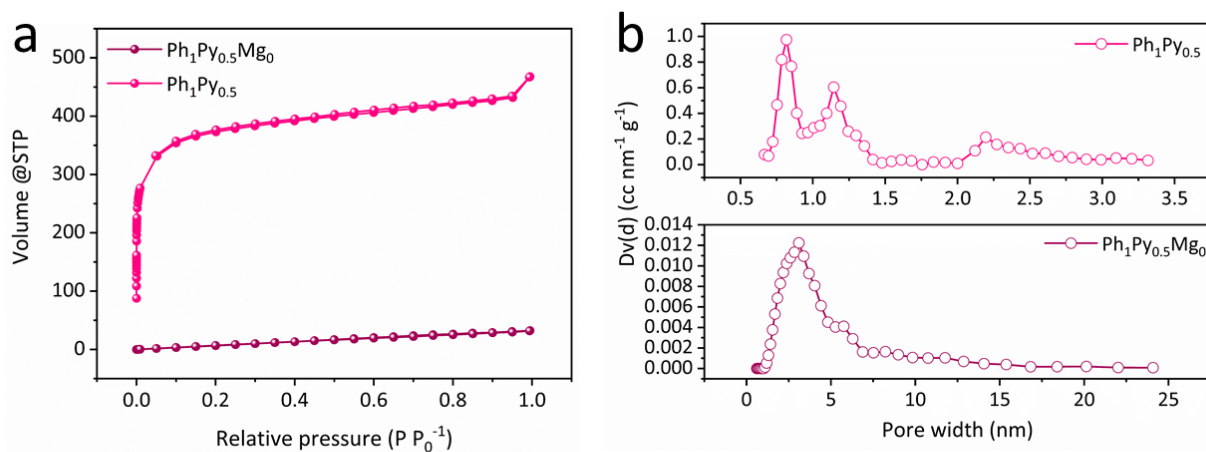 a
Ph₁Py₀.₅Mg₀
Ph₁Py₀.₅
Volume @STP
500
400
300
200
100
0
0.0 0.2 0.4 0.6 0.8 1.0
Relative pressure (P P₀⁻¹)
b
Ph₁Py₀.₅
1.0
0.8
0.6
0.4
0.2
0.0
0.5 1.0 1.5 2.0 2.5 3.0 3.5
Dv(d) (cc nm⁻¹ g⁻¹)
Ph₁Py₀.₅Mg₀
0.014
0.012
0.010
0.008
0.006
0.004
0.002
0.000
0 5 10 15 20 25
Pore width (nm)